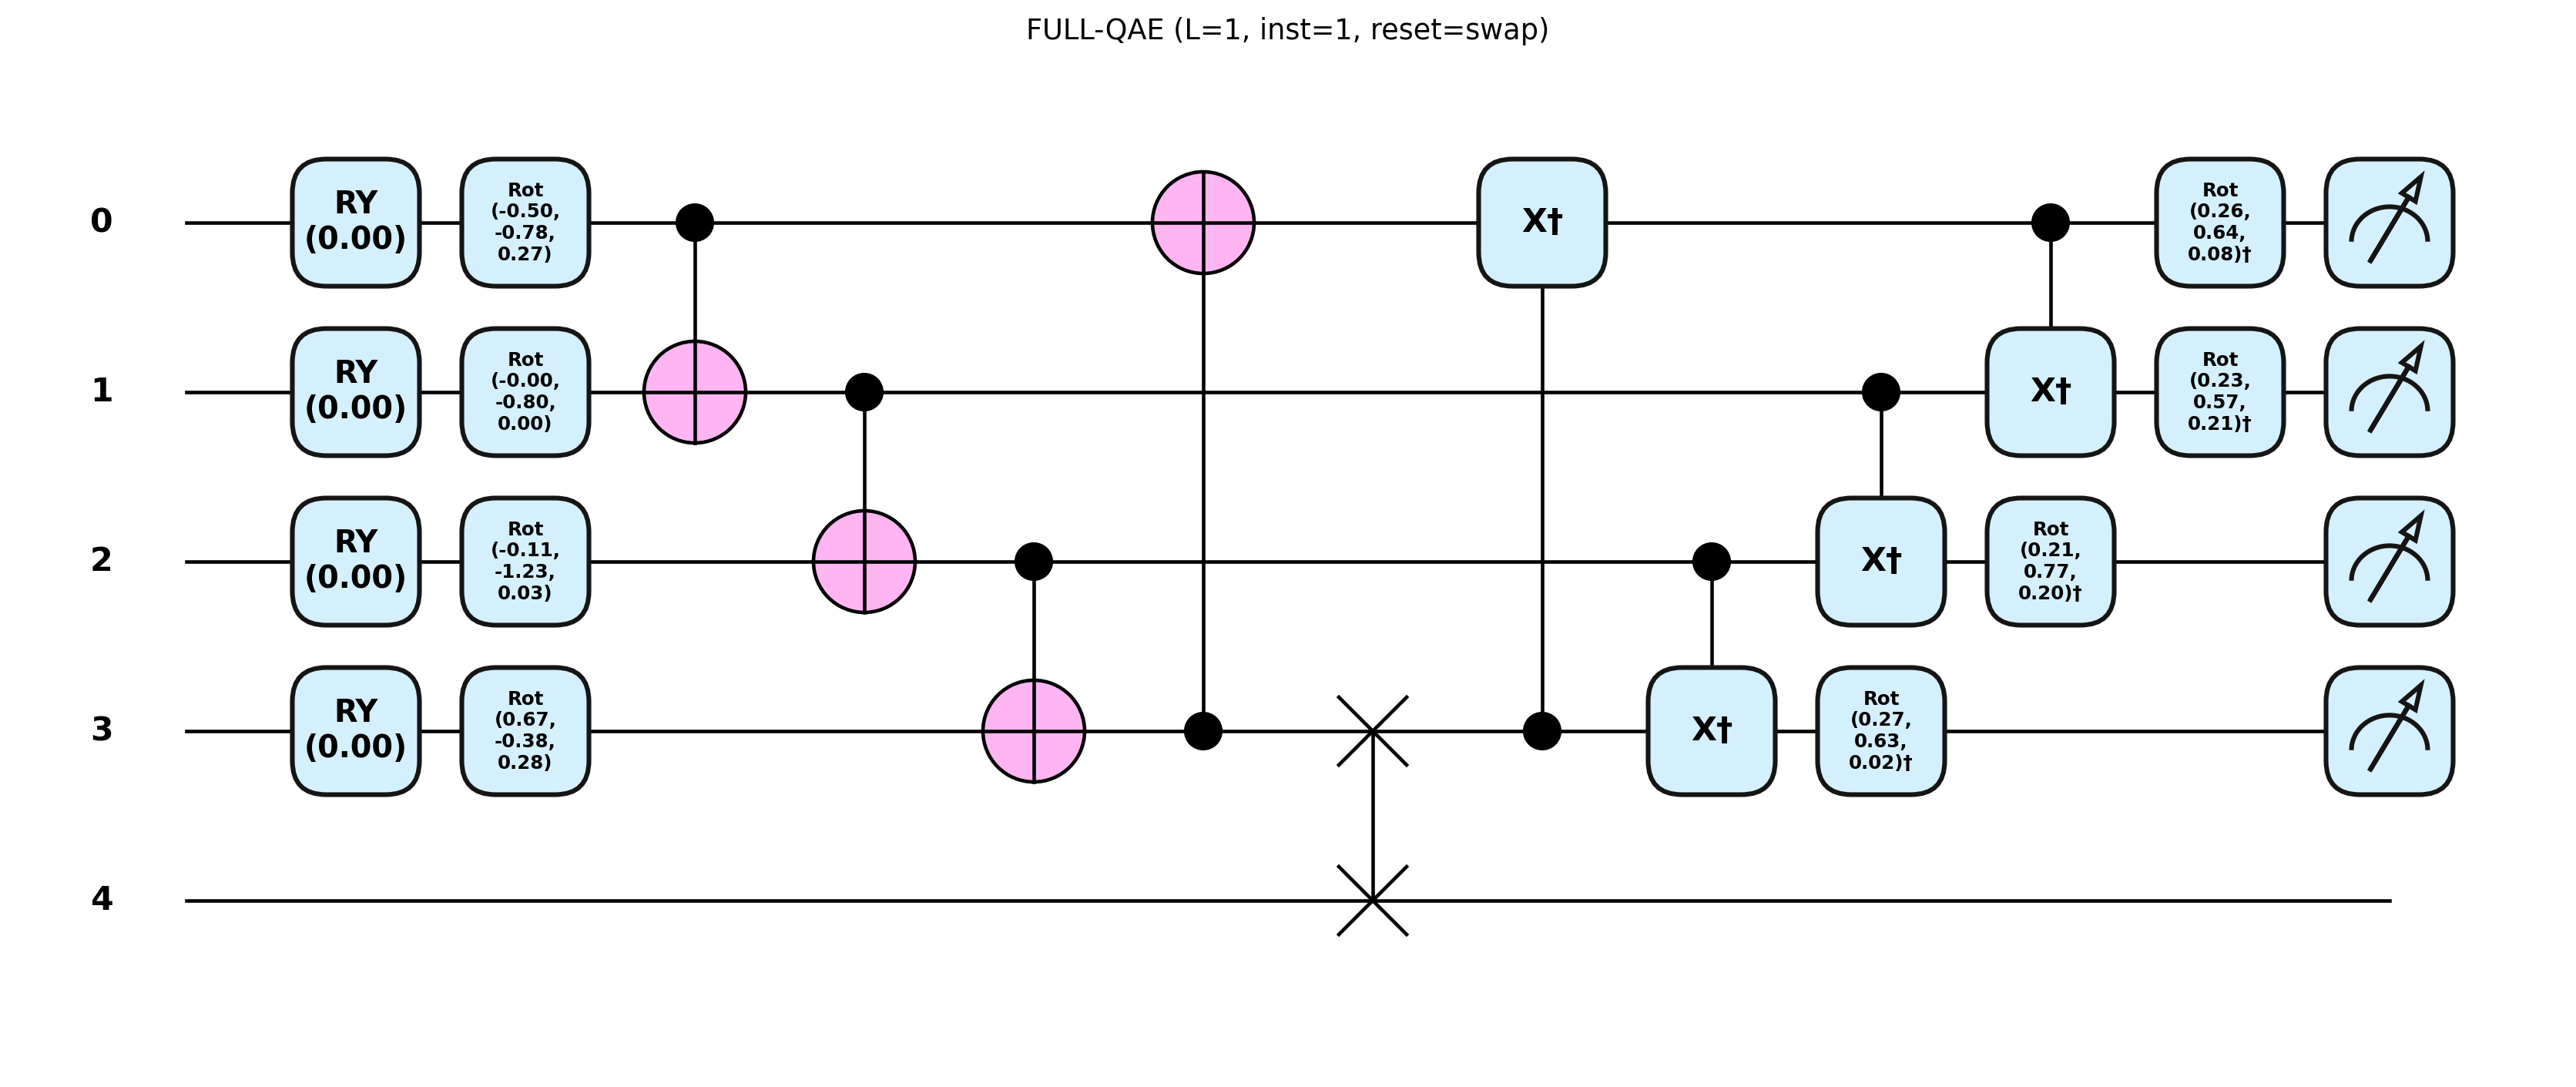 FULL-QAE (L=1, inst=1, reset=swap)
0
RY
(0.00)
Rot
(-0.50,
-0.78,
0.27)
X†
Rot
(0.26,
0.64,
0.08)†
1
RY
(0.00)
Rot
(-0.00,
-0.80,
0.00)
X†
Rot
(0.23,
0.57,
0.21)†
2
RY
(0.00)
Rot
(-0.11,
-1.23,
0.03)
X†
Rot
(0.21,
0.77,
0.20)†
3
RY
(0.00)
Rot
(0.67,
-0.38,
0.28)
X†
Rot
(0.27,
0.63,
0.02)†
4